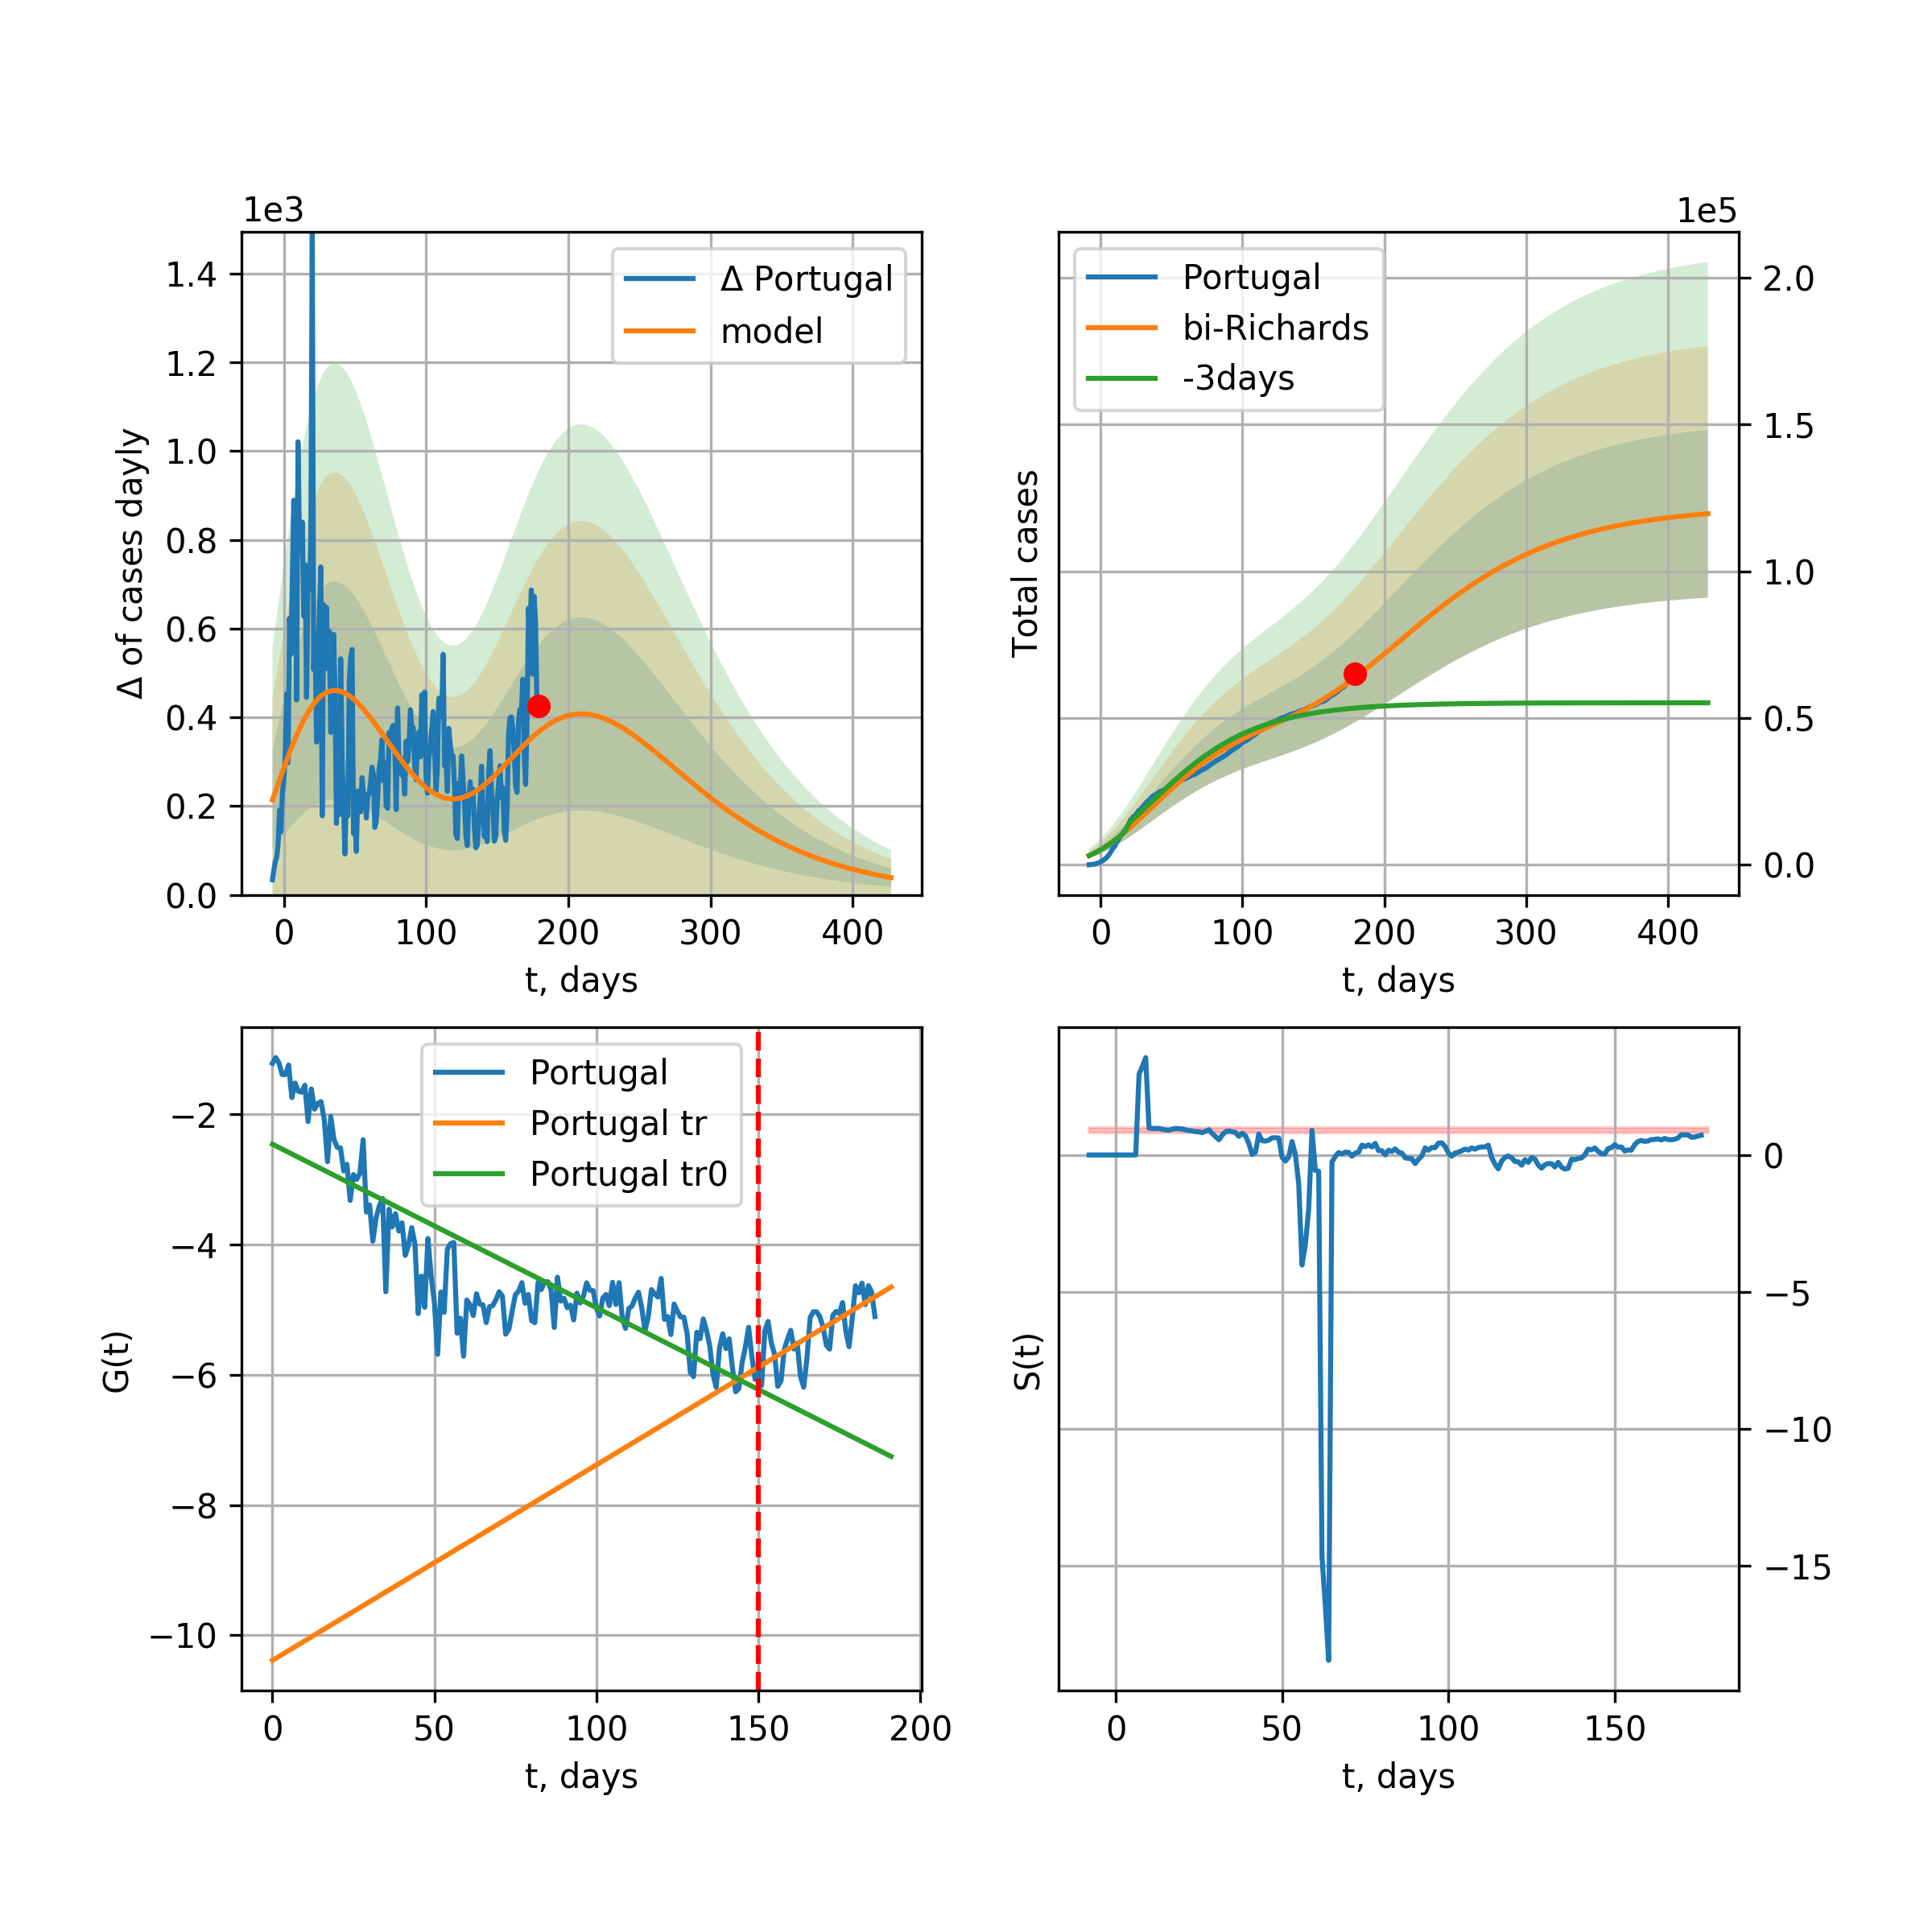 1e3
1.4
1.2
1.0
0.8
0.6
0.4
0.2
0.0
Δ of cases dayly
Δ Portugal
model
0 100 200 300 400
t, days
1e5
Portugal
bi-Richards
-3days
2.0
1.5
1.0
0.5
0.0
Total cases
0 100 200 300 400
t, days
Portugal
Portugal tr
Portugal tr0
−2
−4
−6
−8
−10
G(t)
0 50 100 150 200
t, days
0
−5
−10
−15
S(t)
0 50 100 150
t, days